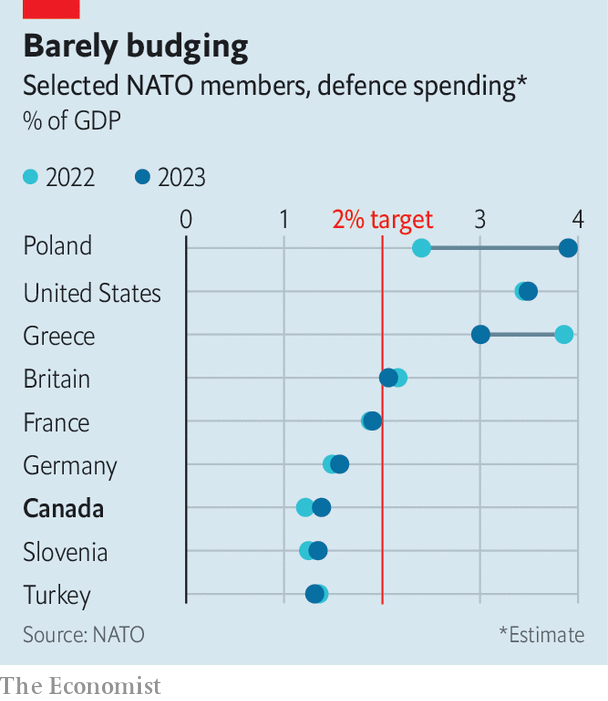 Barely budging
Selected NATO members, defence spending*
% of GDP
2022 2023
0 1 2% target 3 4
Poland
United States
Greece
Britain
France
Germany
Canada
Slovenia
Turkey
Source: NATO *Estimate
The Economist